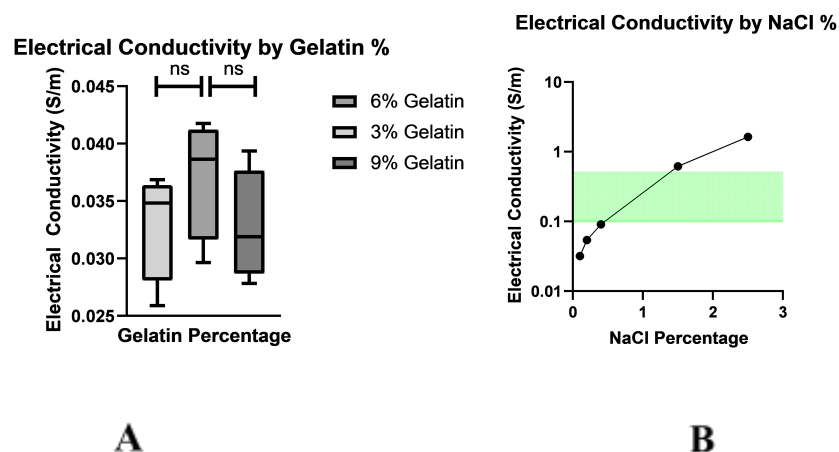 Electrical Conductivity by Gelatin %
ns ns
Electrical Conductivity (S/m)
0.045
0.040
0.035
0.030
0.025
Gelatin Percentage
6% Gelatin
3% Gelatin
9% Gelatin
A
Electrical Conductivity by NaCl %
Electrical Conductivity (S/m)
10
1
0.1
0.01
0 1 2 3
NaCl Percentage
B